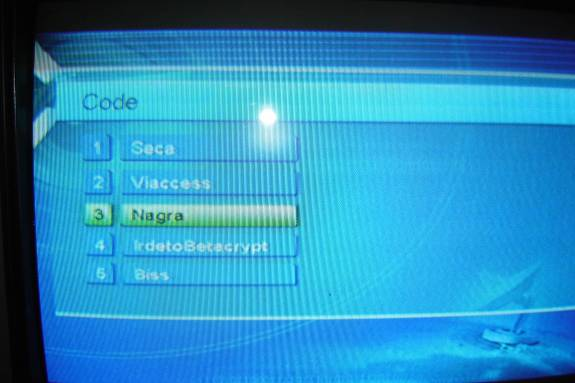 Code
1 Seca
2 Viaccess
3 Nagra
4 IrdetoBetacrypt
5 Biss